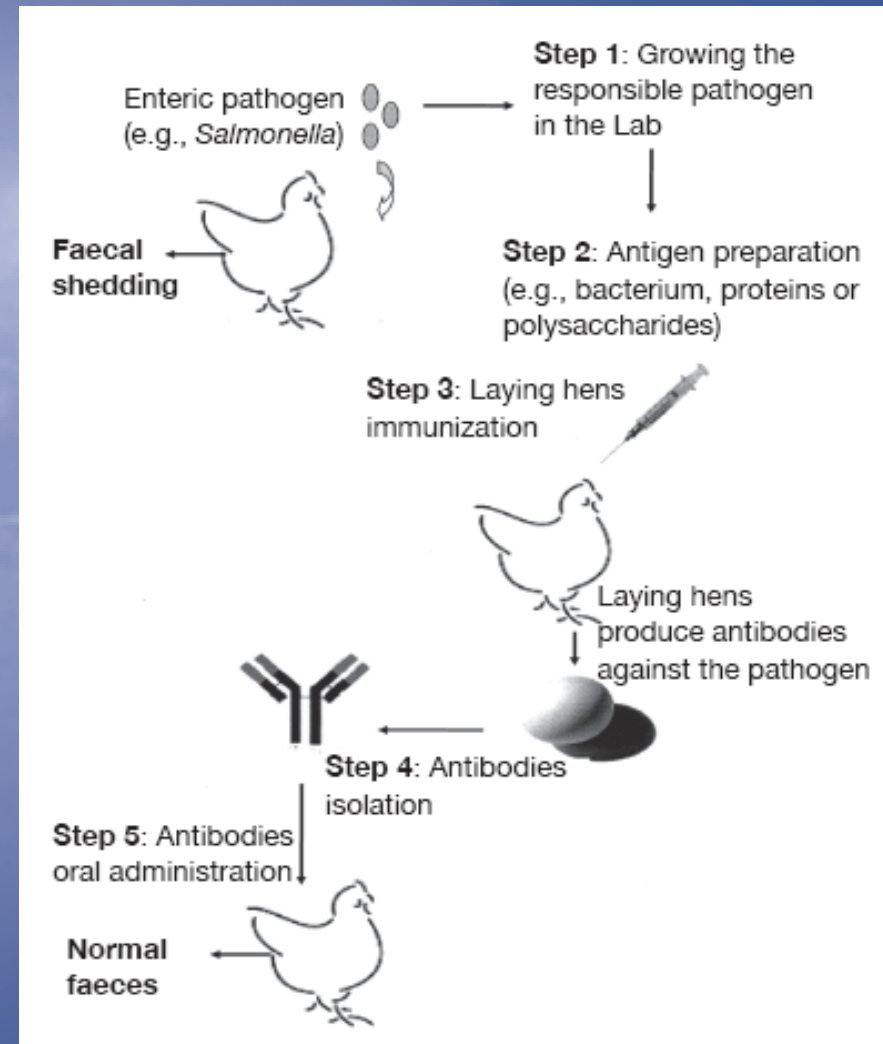 Enteric pathogen
(e.g., Salmonella)
Step 1: Growing the
responsible pathogen
in the Lab
Faecal
shedding
Step 2: Antigen preparation
(e.g., bacterium, proteins or
polysaccharides)
Step 3: Laying hens
immunization
Laying hens
produce antibodies
against the pathogen
Step 4: Antibodies
isolation
Step 5: Antibodies
oral administration
Normal
faeces